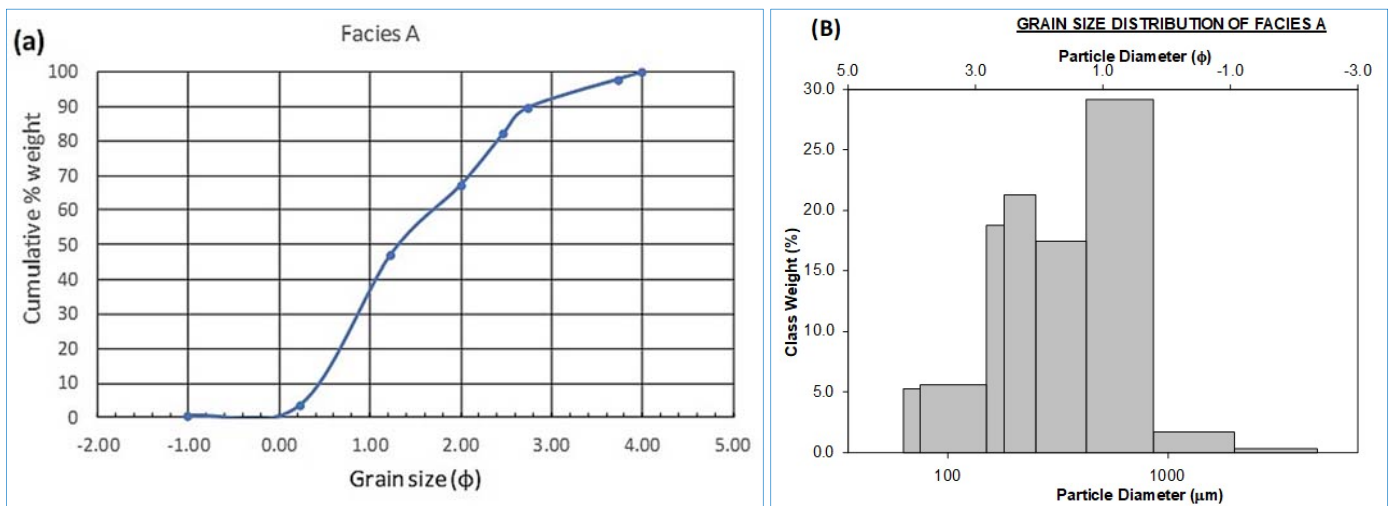 (a)
Facies A
Cumulative % weight
100
90
80
70
60
50
40
30
20
10
0
-2.00 -1.00 0.00 1.00 2.00 3.00 4.00 5.00
Grain size (ϕ)
(B)
GRAIN SIZE DISTRIBUTION OF FACIES A
Particle Diameter (ϕ)
5.0 3.0 1.0 -1.0 -3.0
Class Weight (%)
30.0
25.0
20.0
15.0
10.0
5.0
0.0
100 1000
Particle Diameter (μm)